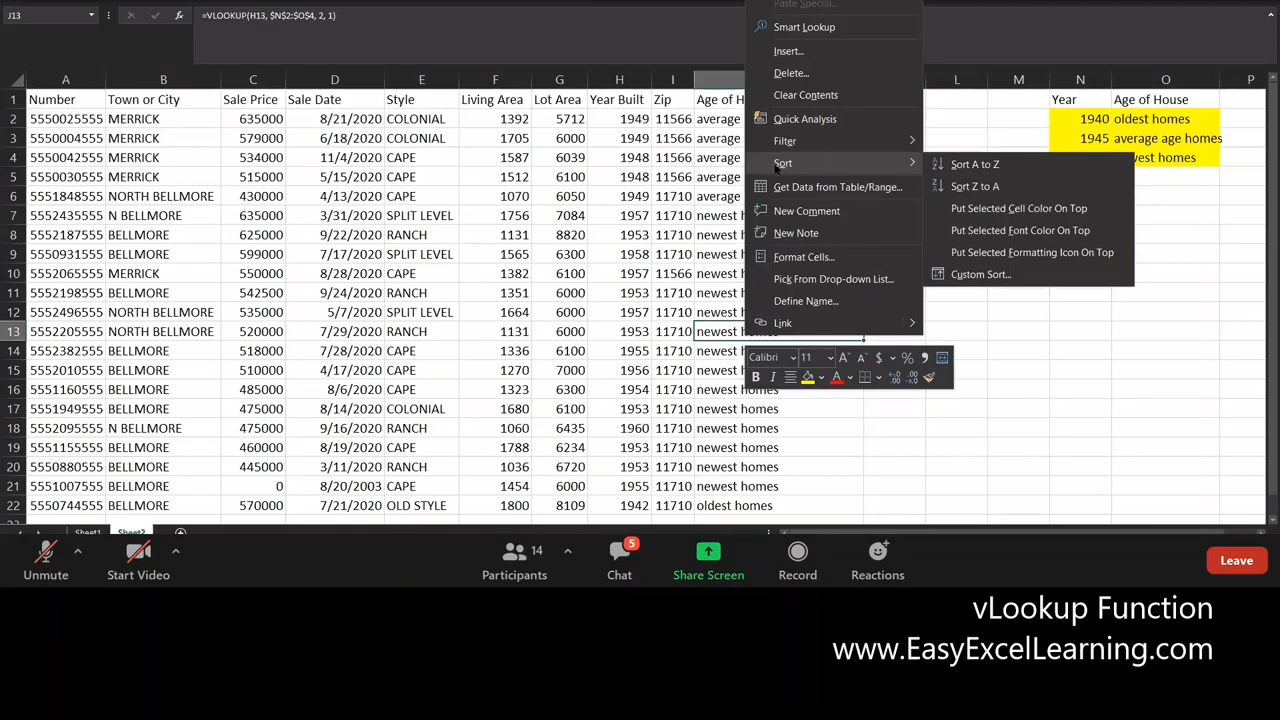 J13 =VLOOKUP(H13, $N$2:$O$4, 2, 1)
Paste Special...
Smart Lookup
Insert...
Delete...
Clear Contents
Quick Analysis
Filter
Sort
Get Data from Table/Range...
New Comment
New Note
Format Cells...
Pick From Drop-down List...
Define Name...
Link
Sort A to Z
Sort Z to A
Put Selected Cell Color On Top
Put Selected Font Color On Top
Put Selected Formatting Icon On Top
Custom Sort...
Calibri 11 $ % ,
B I A
A B C D E F G H I L M N O P
1 Number Town or City Sale Price Sale Date Style Living Area Lot Area Year Built Zip Age of H Year Age of House
2 5550025555 MERRICK 635000 8/21/2020 COLONIAL 1392 5712 1949 11566 average 1940 oldest homes
3 5550004555 MERRICK 579000 6/18/2020 COLONIAL 1705 6000 1949 11566 average 1945 average age homes
4 5550042555 MERRICK 534000 11/4/2020 CAPE 1587 6039 1948 11566 average west homes
5 5550030555 MERRICK 515000 5/15/2020 CAPE 1512 6000 1948 11566 average
6 5551848555 NORTH BELLMORE 430000 4/13/2020 CAPE 1070 6050 1949 11710 average
7 5552435555 N BELLMORE 635000 3/31/2020 SPLIT LEVEL 1756 7084 1957 11710 newest h
8 5552187555 BELLMORE 625000 9/22/2020 RANCH 1131 8820 1953 11710 newest h
9 5550931555 BELLMORE 599000 7/17/2020 SPLIT LEVEL 1565 6300 1951 11710 newest h
10 5552065555 MERRICK 550000 8/28/2020 CAPE 1382 6100 1957 11566 newest h
11 5552198555 BELLMORE 542500 9/24/2020 RANCH 1351 6000 1953 11710 newest h
12 5552496555 NORTH BELLMORE 535000 5/7/2020 SPLIT LEVEL 1664 6000 1957 11710 newest h
13 5552625555 NORTH BELLMORE 520000 7/29/2020 RANCH 1131 6000 1953 11710 newest homes
14 5552382555 BELLMORE 518000 7/28/2020 CAPE 1336 6100 1955 11710 newest h
15 5552010555 BELLMORE 510000 4/17/2020 CAPE 1270 7000 1956 11710 newest h
16 5551160555 BELLMORE 485000 8/6/2020 CAPE 1323 6300 1954 11710 newest homes
17 5551949555 BELLMORE 475000 8/14/2020 COLONIAL 1680 6100 1953 11710 newest homes
18 5552095555 N BELLMORE 475000 9/16/2020 RANCH 1060 6435 1960 11710 newest homes
19 5551155555 BELLMORE 460000 8/19/2020 CAPE 1788 6234 1953 11710 newest homes
20 5550880555 BELLMORE 445000 3/11/2020 RANCH 1036 6720 1953 11710 newest homes
21 5551007555 BELLMORE 0 8/20/2003 CAPE 1454 6000 1953 11710 newest homes
22 5550744555 BELLMORE 570000 7/21/2020 OLD STYLE 1800 8109 1942 11710 oldest homes
Sheet1 Sheet2
5
14
Unmute Start Video Participants Chat Share Screen Record Reactions Leave
vLookup Function
www.EasyExcelLearning.com